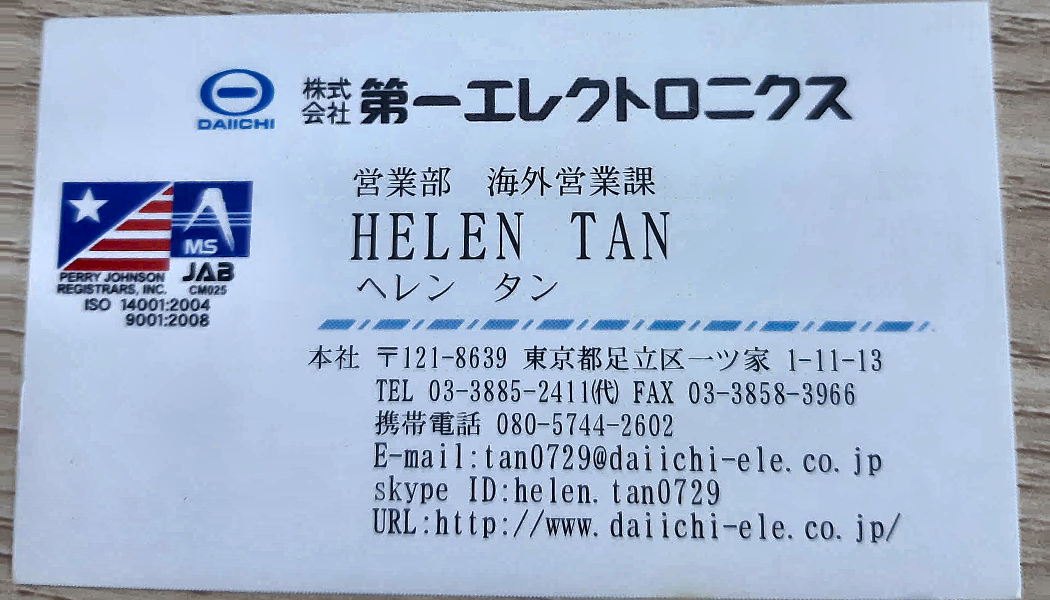 DAIICHI
株式会社 第一エレクトロニクス
営業部 海外営業課
HELEN TAN
ヘレン タン
MS
PERRY JOHNSON JAB
REGISTRARS, INC. CM025
ISO 14001:2004
9001:2008
本社 〒121-8639 東京都足立区一ツ家 1-11-13
TEL 03-3885-2411㈹ FAX 03-3858-3966
携帯電話 080-5744-2602
E-mail:tan0729@daiichi-ele.co.jp
skype ID:helen.tan0729
URL:http://www.daiichi-ele.co.jp/